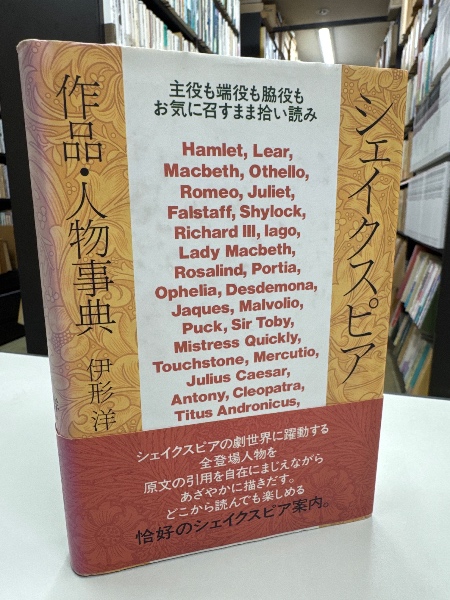 シェイクスピア
作品・人物事典
伊形 洋
主役も端役も脇役も
お気に召すまま拾い読み
Hamlet, Lear,
Macbeth, Othello,
Romeo, Juliet,
Falstaff, Shylock,
Richard III, Iago,
Lady Macbeth,
Rosalind, Portia,
Ophelia, Desdemona,
Jaques, Malvolio,
Puck, Sir Toby,
Mistress Quickly,
Touchstone, Mercutio,
Julius Caesar,
Antony, Cleopatra,
Titus Andronicus,
シェイクスピアの劇世界に躍動する
全登場人物を
原文の引用を自在にまじえながら
あざやかに描きだす。
どこから読んでも楽しめる
恰好のシェイクスピア案内。